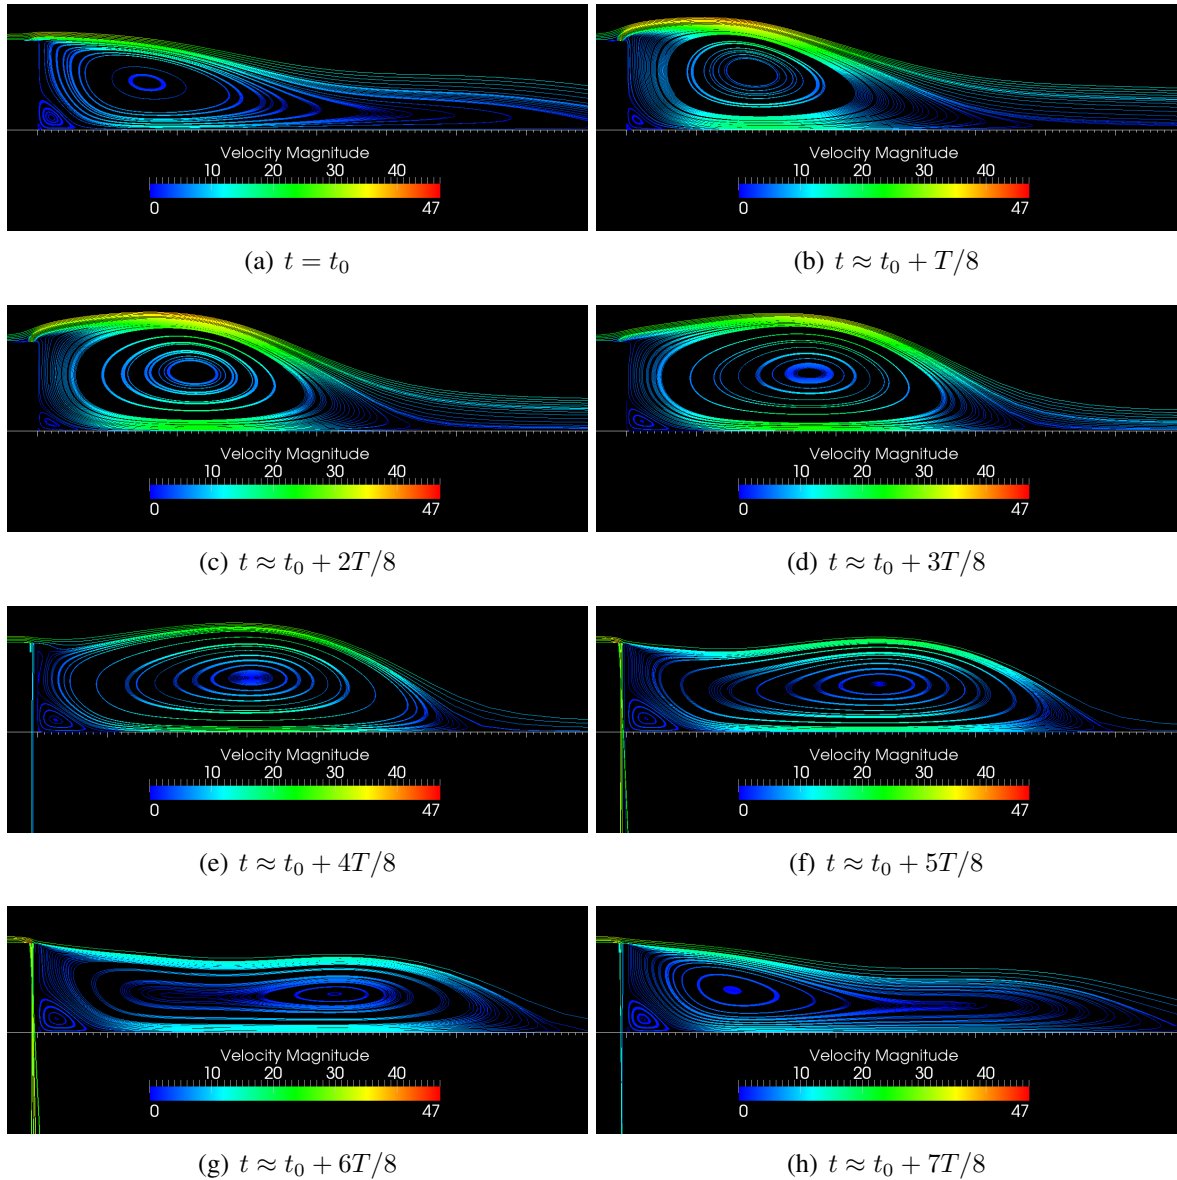 Velocity Magnitude
10 20 30 40
0 47
Velocity Magnitude
10 20 30 40
0 47
(a) t = t₀
(b) t ≈ t₀ + T/8
Velocity Magnitude
10 20 30 40
0 47
Velocity Magnitude
10 20 30 40
0 47
(c) t ≈ t₀ + 2T/8
(d) t ≈ t₀ + 3T/8
Velocity Magnitude
10 20 30 40
0 47
Velocity Magnitude
10 20 30 40
0 47
(e) t ≈ t₀ + 4T/8
(f) t ≈ t₀ + 5T/8
Velocity Magnitude
10 20 30 40
0 47
Velocity Magnitude
10 20 30 40
0 47
(g) t ≈ t₀ + 6T/8
(h) t ≈ t₀ + 7T/8